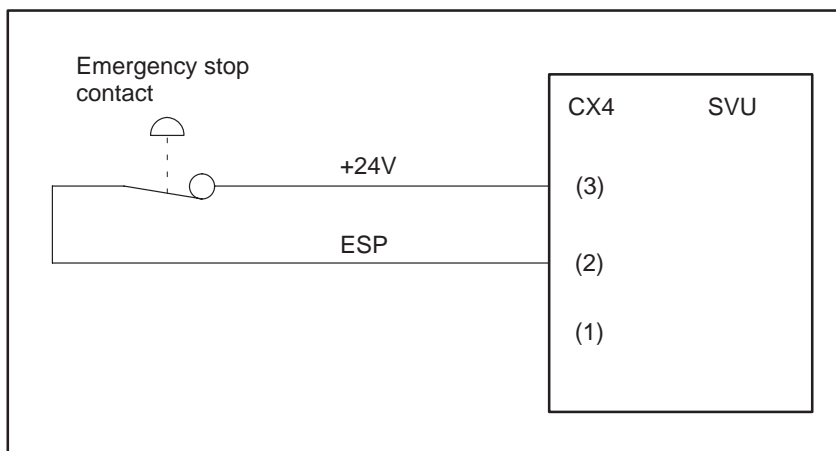 Emergency stop
contact
CX4 SVU
+24V
(3)
ESP
(2)
(1)